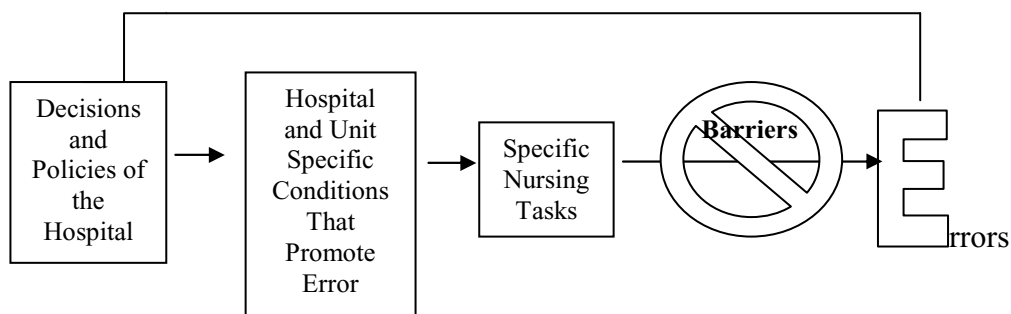 Decisions
and
Policies of
the
Hospital
Hospital
and Unit
Specific
Conditions
That
Promote
Error
Specific
Nursing
Tasks
Barriers
Errors